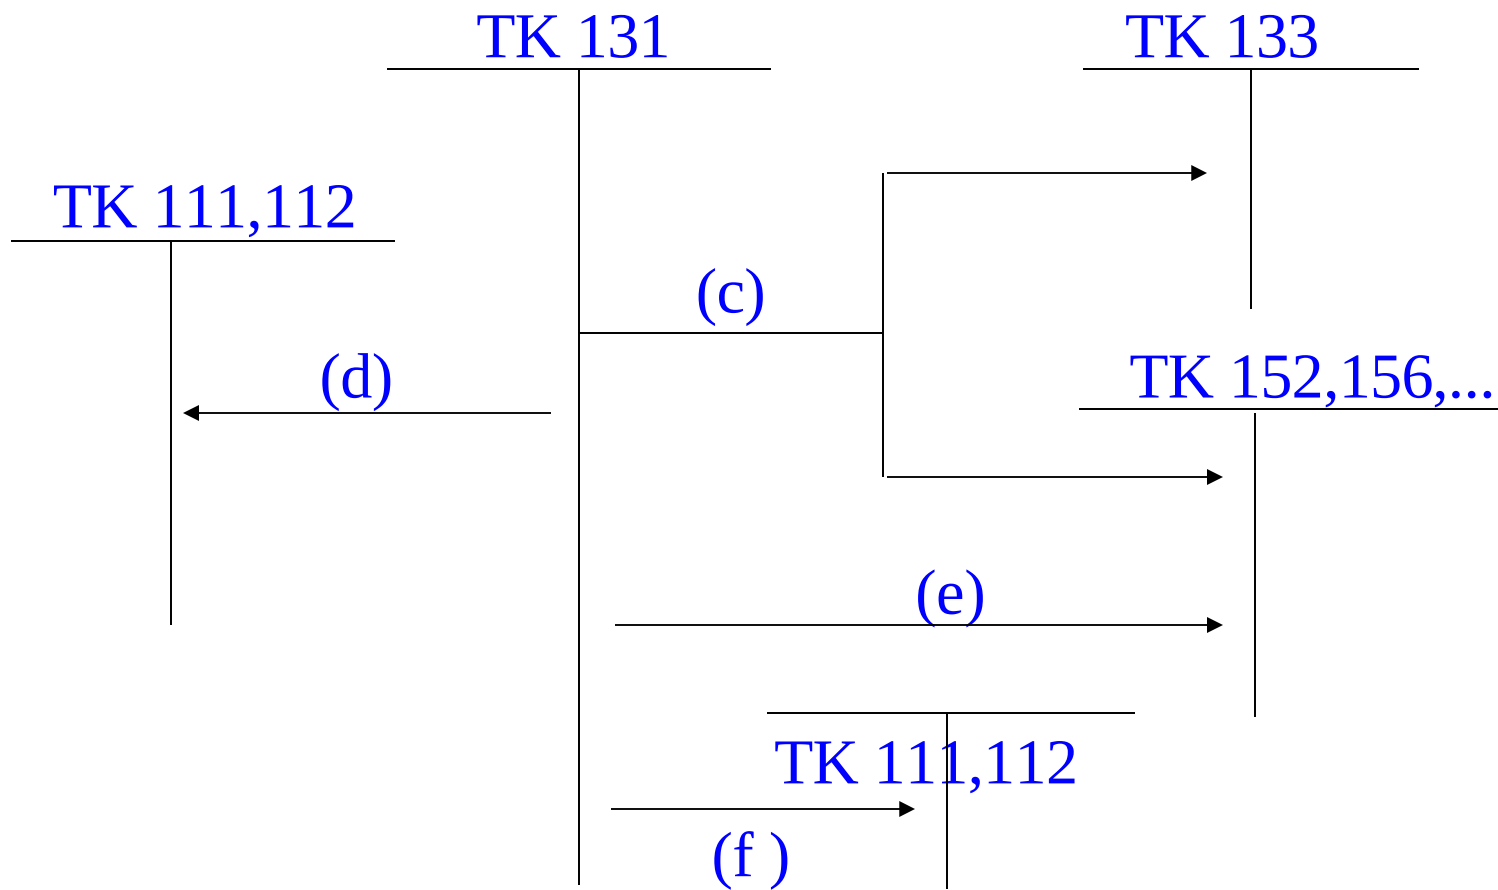 TK 131
TK 133
TK 111,112
(c)
(d)
TK 152,156,...
(e)
TK 111,112
(f )